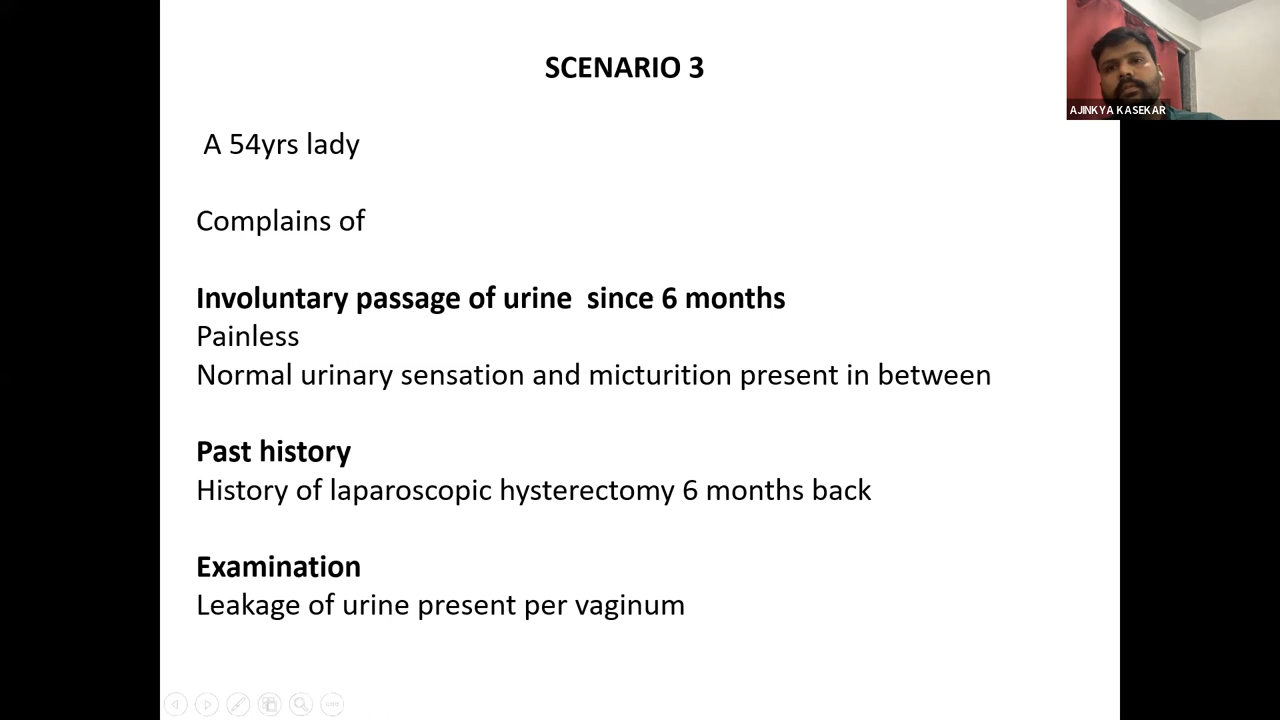 SCENARIO 3
AJINKYA KASEKAR
A 54yrs lady
Complains of
Involuntary passage of urine  since 6 months
Painless
Normal urinary sensation and micturition present in between
Past history
History of laparoscopic hysterectomy 6 months back
Examination
Leakage of urine present per vaginum